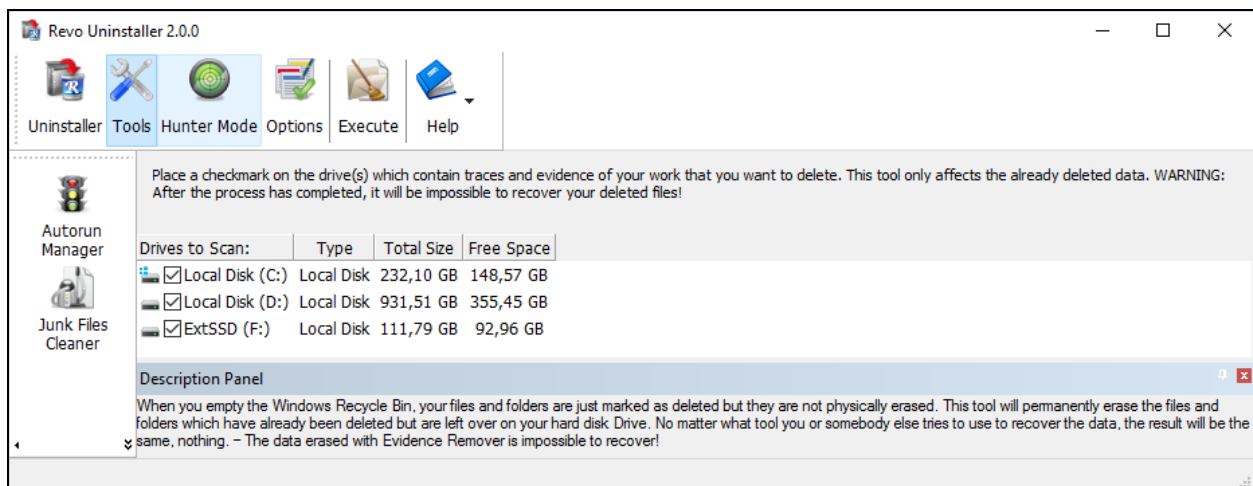 Revo Uninstaller 2.0.0
Uninstaller Tools Hunter Mode Options Execute Help
Place a checkmark on the drive(s) which contain traces and evidence of your work that you want to delete. This tool only affects the already deleted data. WARNING:
After the process has completed, it will be impossible to recover your deleted files!
Autorun
Manager
Junk Files
Cleaner
Drives to Scan: Type Total Size Free Space
Local Disk (C:) Local Disk 232,10 GB 148,57 GB
Local Disk (D:) Local Disk 931,51 GB 355,45 GB
ExtSSD (F:) Local Disk 111,79 GB 92,96 GB
Description Panel
When you empty the Windows Recycle Bin, your files and folders are just marked as deleted but they are not physically erased. This tool will permanently erase the files and
folders which have already been deleted but are left over on your hard disk Drive. No matter what tool you or somebody else tries to use to recover the data, the result will be the
same, nothing. – The data erased with Evidence Remover is impossible to recover!